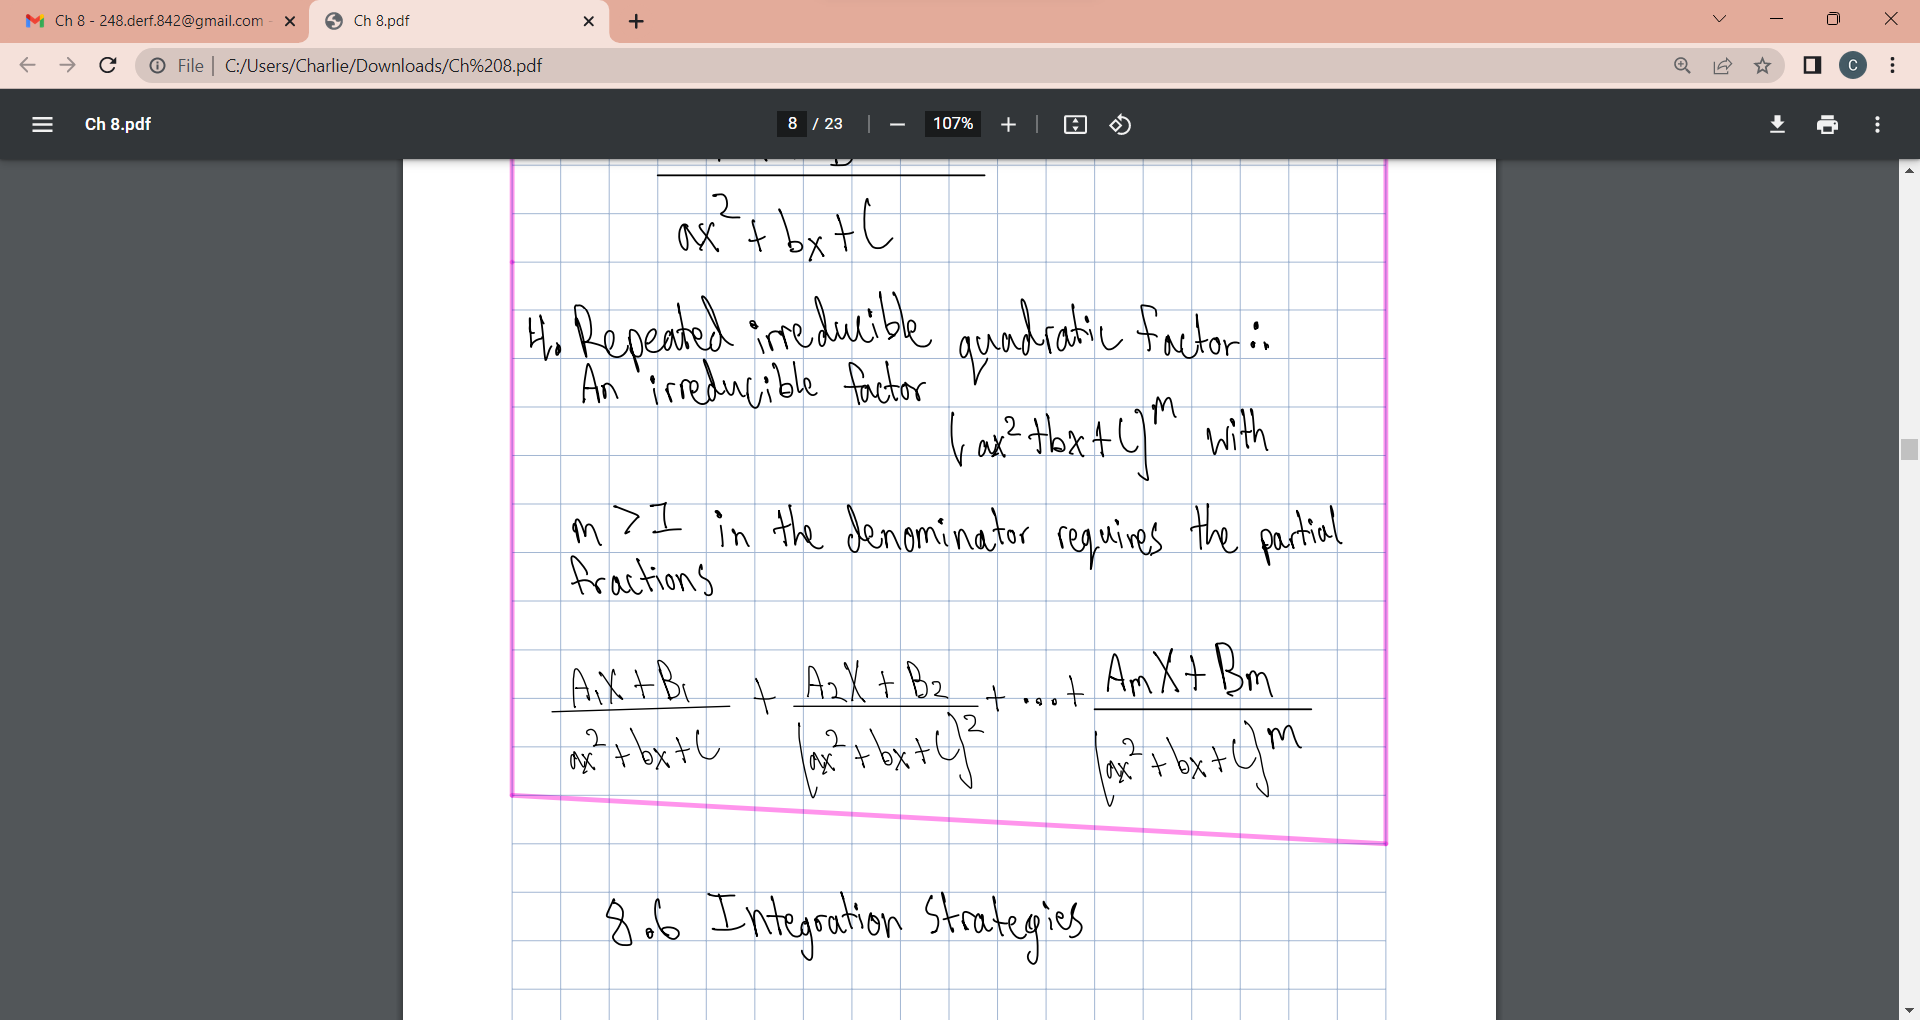 Ch 8 - 248.derf.842@gmail.com -
Ch 8.pdf
File | C:/Users/Charlie/Downloads/Ch%208.pdf
C
Ch 8.pdf
8 / 23 | — 107% + |
ax² + bx + C
4. Repeated irreducible quadratic factor:
An irreducible factor
(ax² + bx + C)^m with
m > 1 in the denominator requires the partial
fractions
A₁X + B₁ / ax² + bx + C + A₂X + B₂ / (ax² + bx + C)² + ... + AmX + Bm / (ax² + bx + C)^m
8.6 Integration Strategies